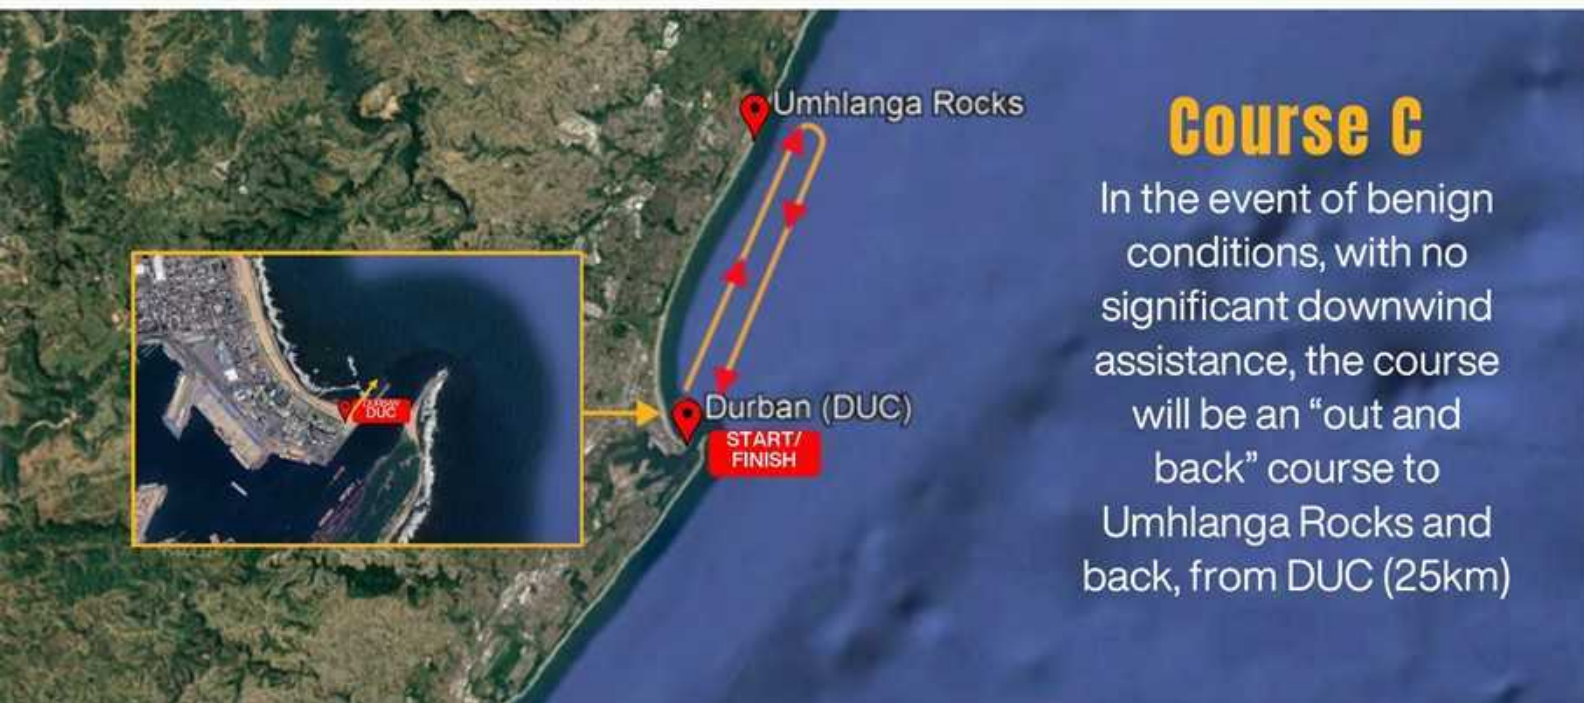 Umhlanga Rocks
Durban (DUC)
START/
FINISH
DUC
Course C
In the event of benign
conditions, with no
significant downwind
assistance, the course
will be an “out and
back” course to
Umhlanga Rocks and
back, from DUC (25km)